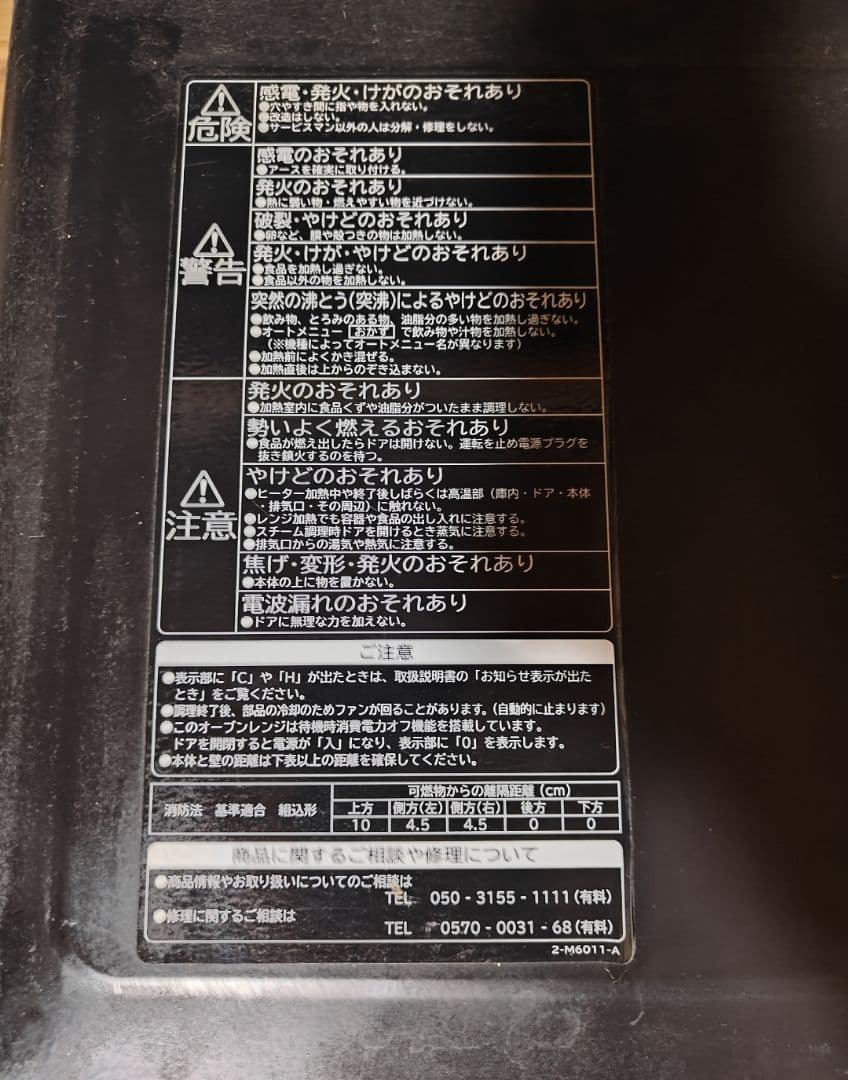 危険
感電・発火・けがのおそれあり
●穴やすき間に指や物を入れない。
●改造はしない。
●サービスマン以外の人は分解・修理をしない。
警告
感電のおそれあり
●アースを確実に取り付ける。
発火のおそれあり
●熱に弱い物・燃えやすい物を近づけない。
破裂・やけどのおそれあり
●卵など、膜や殻つきの物は加熱しない。
発火・けが・やけどのおそれあり
●食品を加熱し過ぎない。
●食品以外の物を加熱しない。
突然の沸とう(突沸)によるやけどのおそれあり
●飲み物、とろみのある物、油脂分の多い物を加熱し過ぎない。
●オートメニュー おかず で飲み物や汁物を加熱しない。
(※機種によってオートメニュー名が異なります)
●加熱前によくかき混ぜる。
●加熱直後は上からのぞき込まない。
注意
発火のおそれあり
●加熱室内に食品くずや油脂分がついたまま調理しない。
勢いよく燃えるおそれあり
●食品が燃え出したらドアは開けない。運転を止め電源プラグを
抜き鎮火するのを待つ。
やけどのおそれあり
●ヒーター加熱中や終了後しばらくは高温部(庫内・ドア・本体
・排気口・その周辺)に触れない。
●レンジ加熱でも容器や食品の出し入れに注意する。
●スチーム調理時ドアを開けるとき蒸気に注意する。
●排気口からの湯気や熱気に注意する。
焦げ・変形・発火のおそれあり
●本体の上に物を置かない。
電波漏れのおそれあり
●ドアに無理な力を加えない。
ご注意
●表示部に「C」や「H」が出たときは、取扱説明書の「お知らせ表示が出た
とき」をご覧ください。
●調理終了後、部品の冷却のためファンが回ることがあります。(自動的に止まります)
●このオーブンレンジは待機時消費電力オフ機能を搭載しています。
ドアを開閉すると電源が「入」になり、表示部に「0」を表示します。
●本体と壁の距離は下表以上の距離を確保してください。
消防法 基準適合 組込形
可燃物からの離隔距離(cm)
上方 側方(左) 側方(右) 後方 下方
10 4.5 4.5 0 0
商品に関するご相談や修理について
●商品情報やお取り扱いについてのご相談は
TEL 050-3155-1111(有料)
●修理に関するご相談は
TEL 0570-0031-68(有料)
2-M6011-A